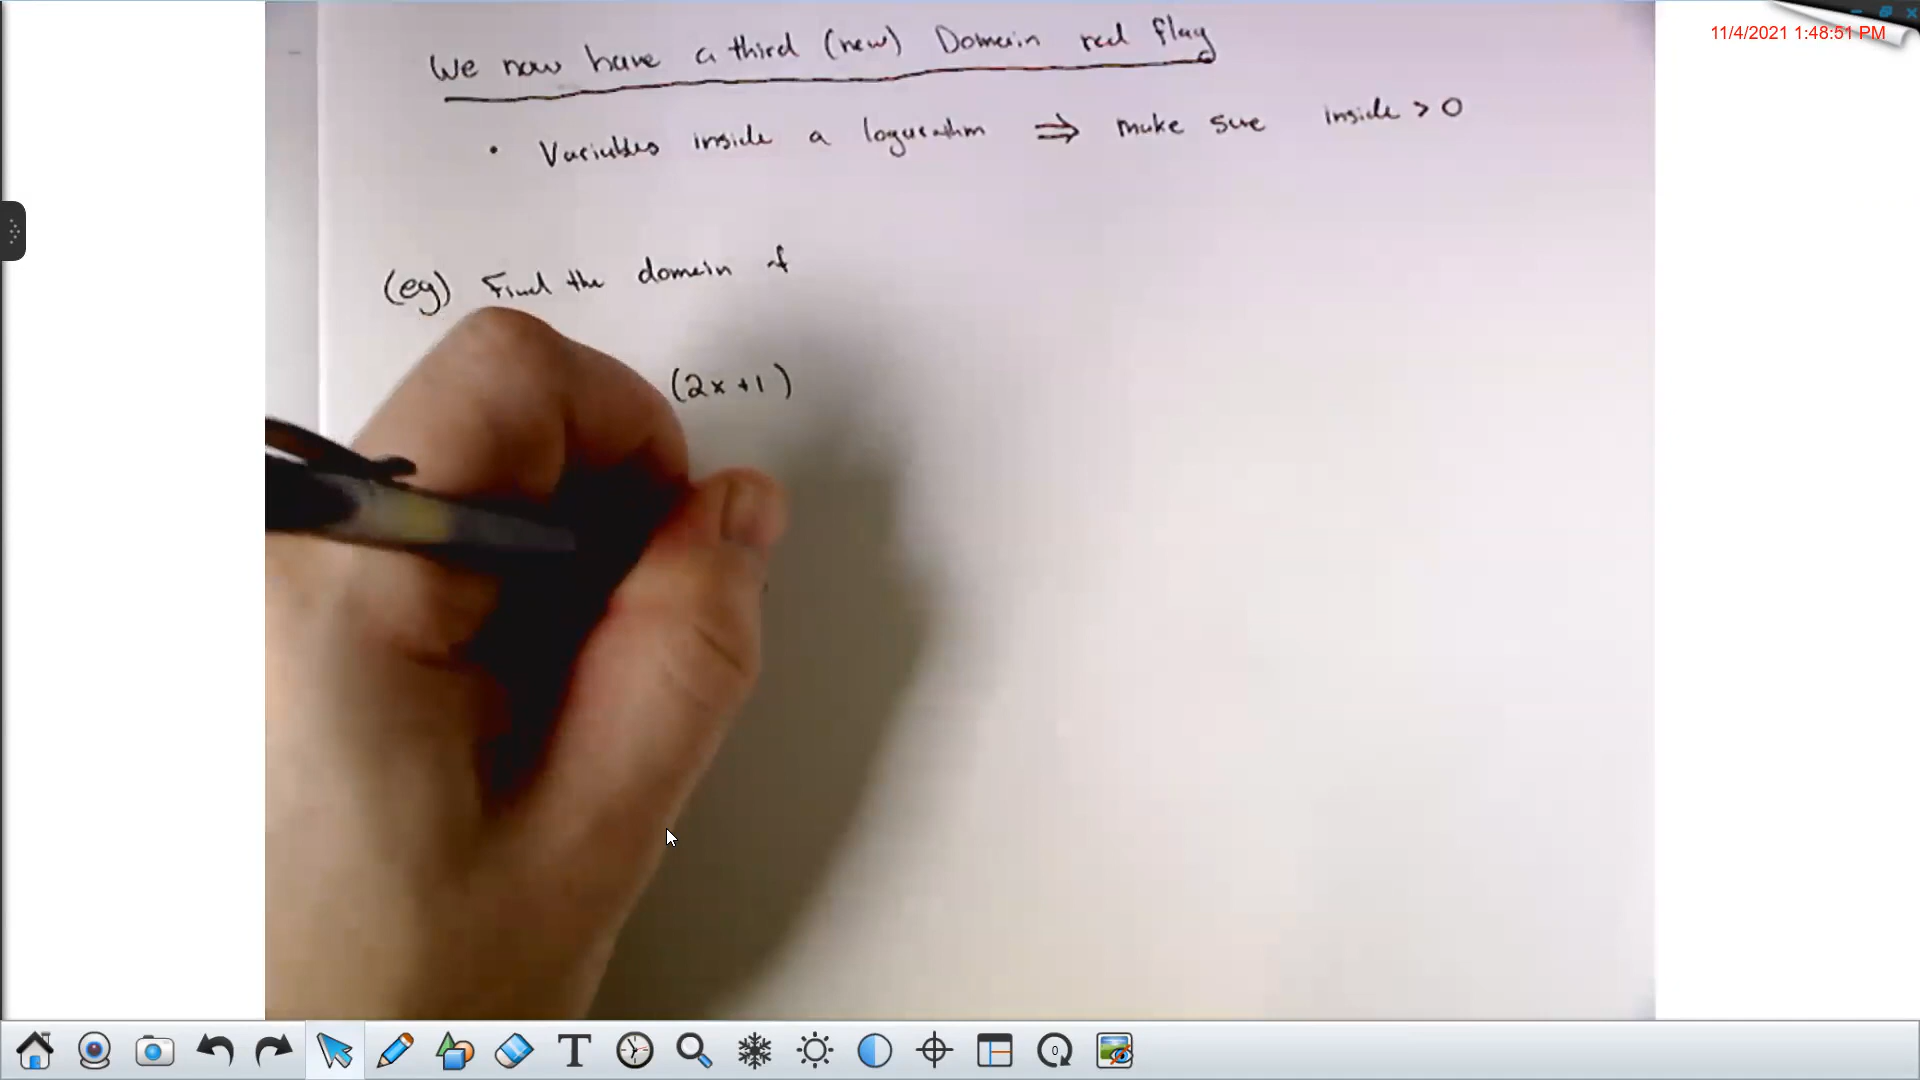 11/4/2021 1:48:51 PM
We now have a third (new) Domain red flag
• Variables inside a logarithm ⇒ make sure inside > 0
(eg) Find the domain of
(2x+1)
T
0